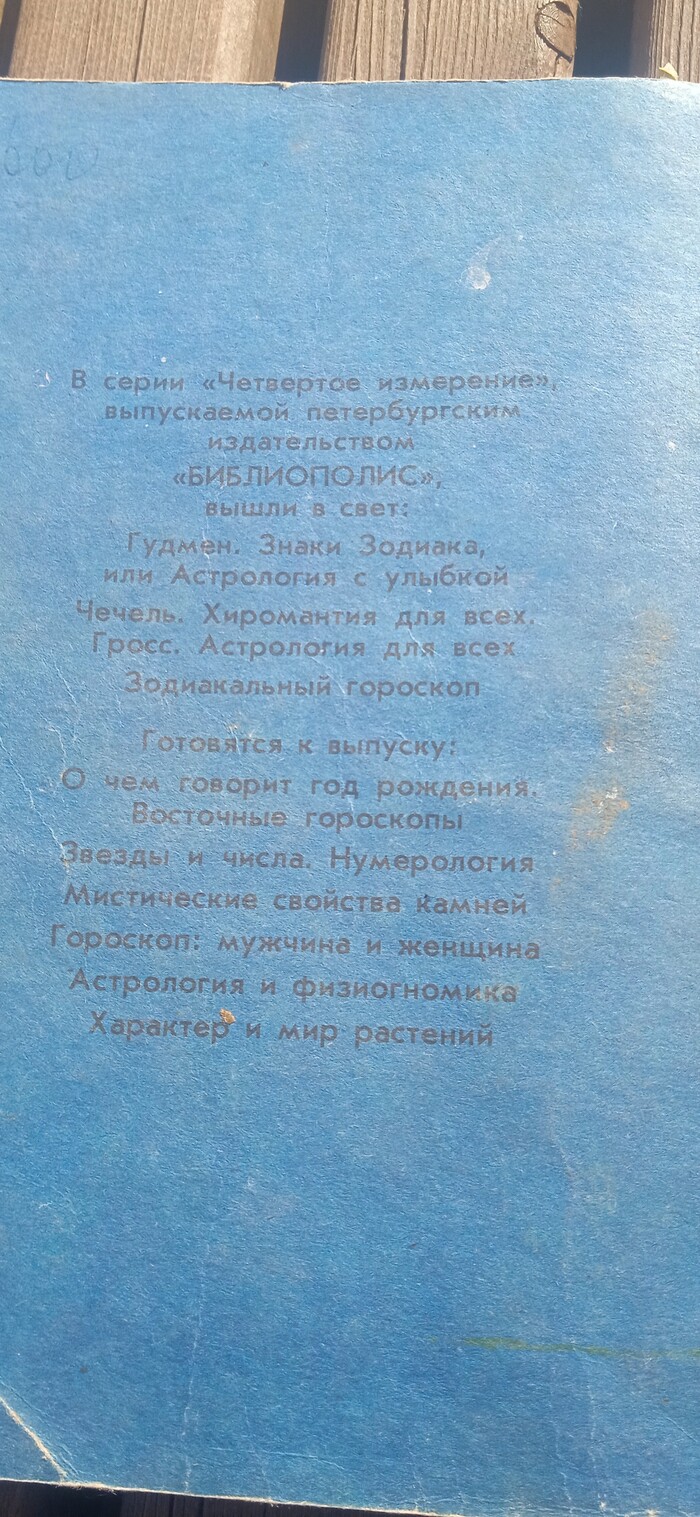 000
В серии «Четвертое измерение»,
выпускаемой петербургским
издательством
«БИБЛИОПОЛИС»,
вышли в свет:
Гудмен. Знаки Зодиака,
или Астрология с улыбкой
Чечель. Хиромантия для всех.
Гросс. Астрология для всех
Зодиакальный гороскоп
Готовятся к выпуску:
О чем говорит год рождения.
Восточные гороскопы
Звезды и числа. Нумерология
Мистические свойства камней
Гороскоп: мужчина и женщина
Астрология и физиогномика
Характер и мир растений